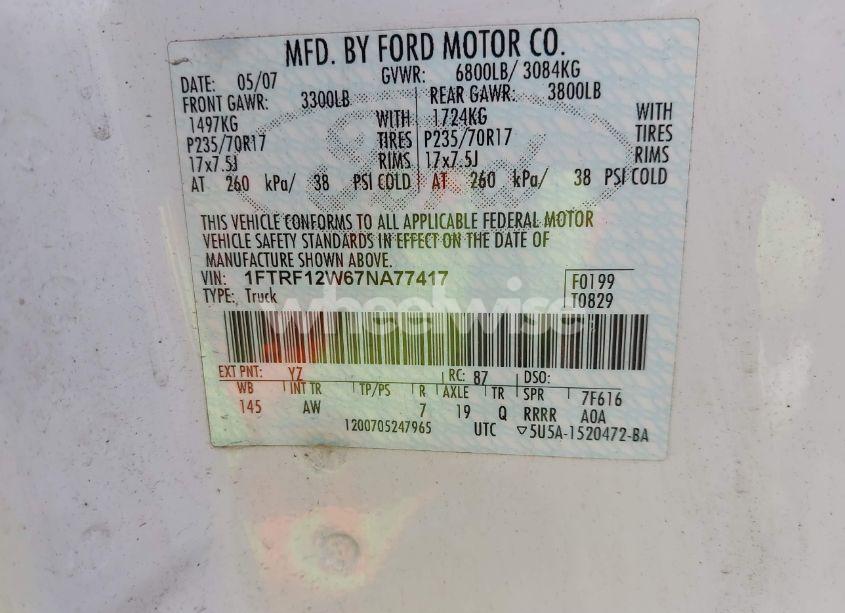 MFD. BY FORD MOTOR CO.
DATE: 05/07 GVWR: 6800LB/ 3084KG
FRONT GAWR: 3300LB REAR GAWR: 3800LB
1497KG WITH 1724KG WITH
P235/70R17 TIRES P235/70R17 TIRES
17x7.5J RIMS 17x7.5J RIMS
AT 260 kPa/ 38 PSI COLD AT 260 kPa/ 38 PSI COLD
THIS VEHICLE CONFORMS TO ALL APPLICABLE FEDERAL MOTOR
VEHICLE SAFETY STANDARDS IN EFFECT ON THE DATE OF
MANUFACTURE SHOWN ABOVE.
VIN: 1FTRF12W67NA77417 F0199
TYPE: Truck T0829
wheelwise
EXT PNT: YZ RC: 87 DSO:
WB INT TR TP/PS R AXLE TR SPR 7F616
145 AW 7 19 Q RRRR A0A
1200705247965 UTC ▽5U5A-1520472-BA